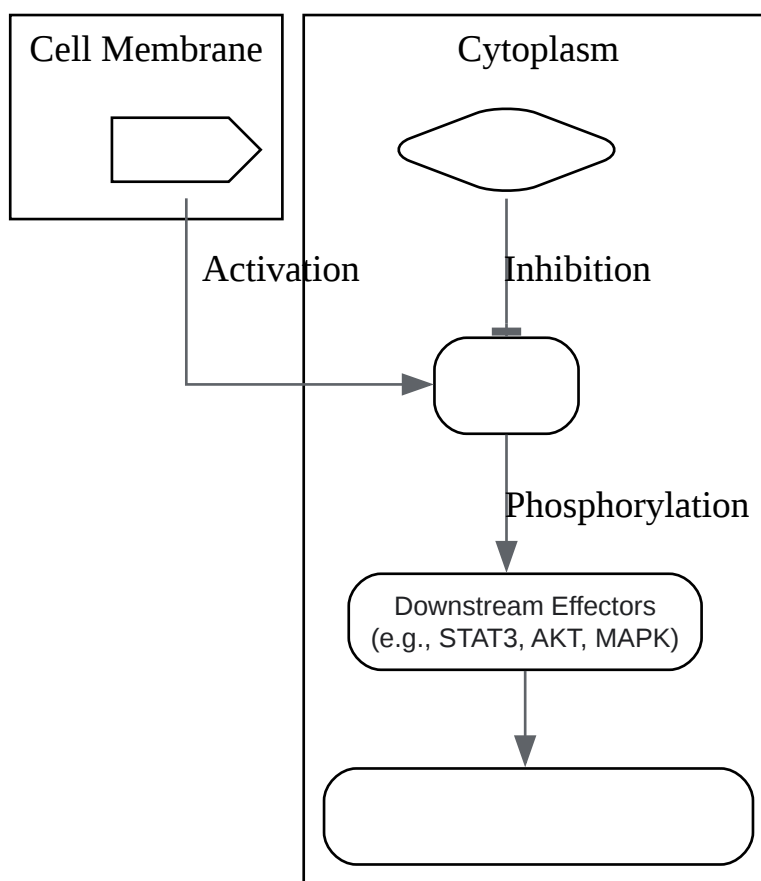 Cell Membrane
Cytoplasm
Activation
Inhibition
Phosphorylation
Downstream Effectors
(e.g., STAT3, AKT, MAPK)